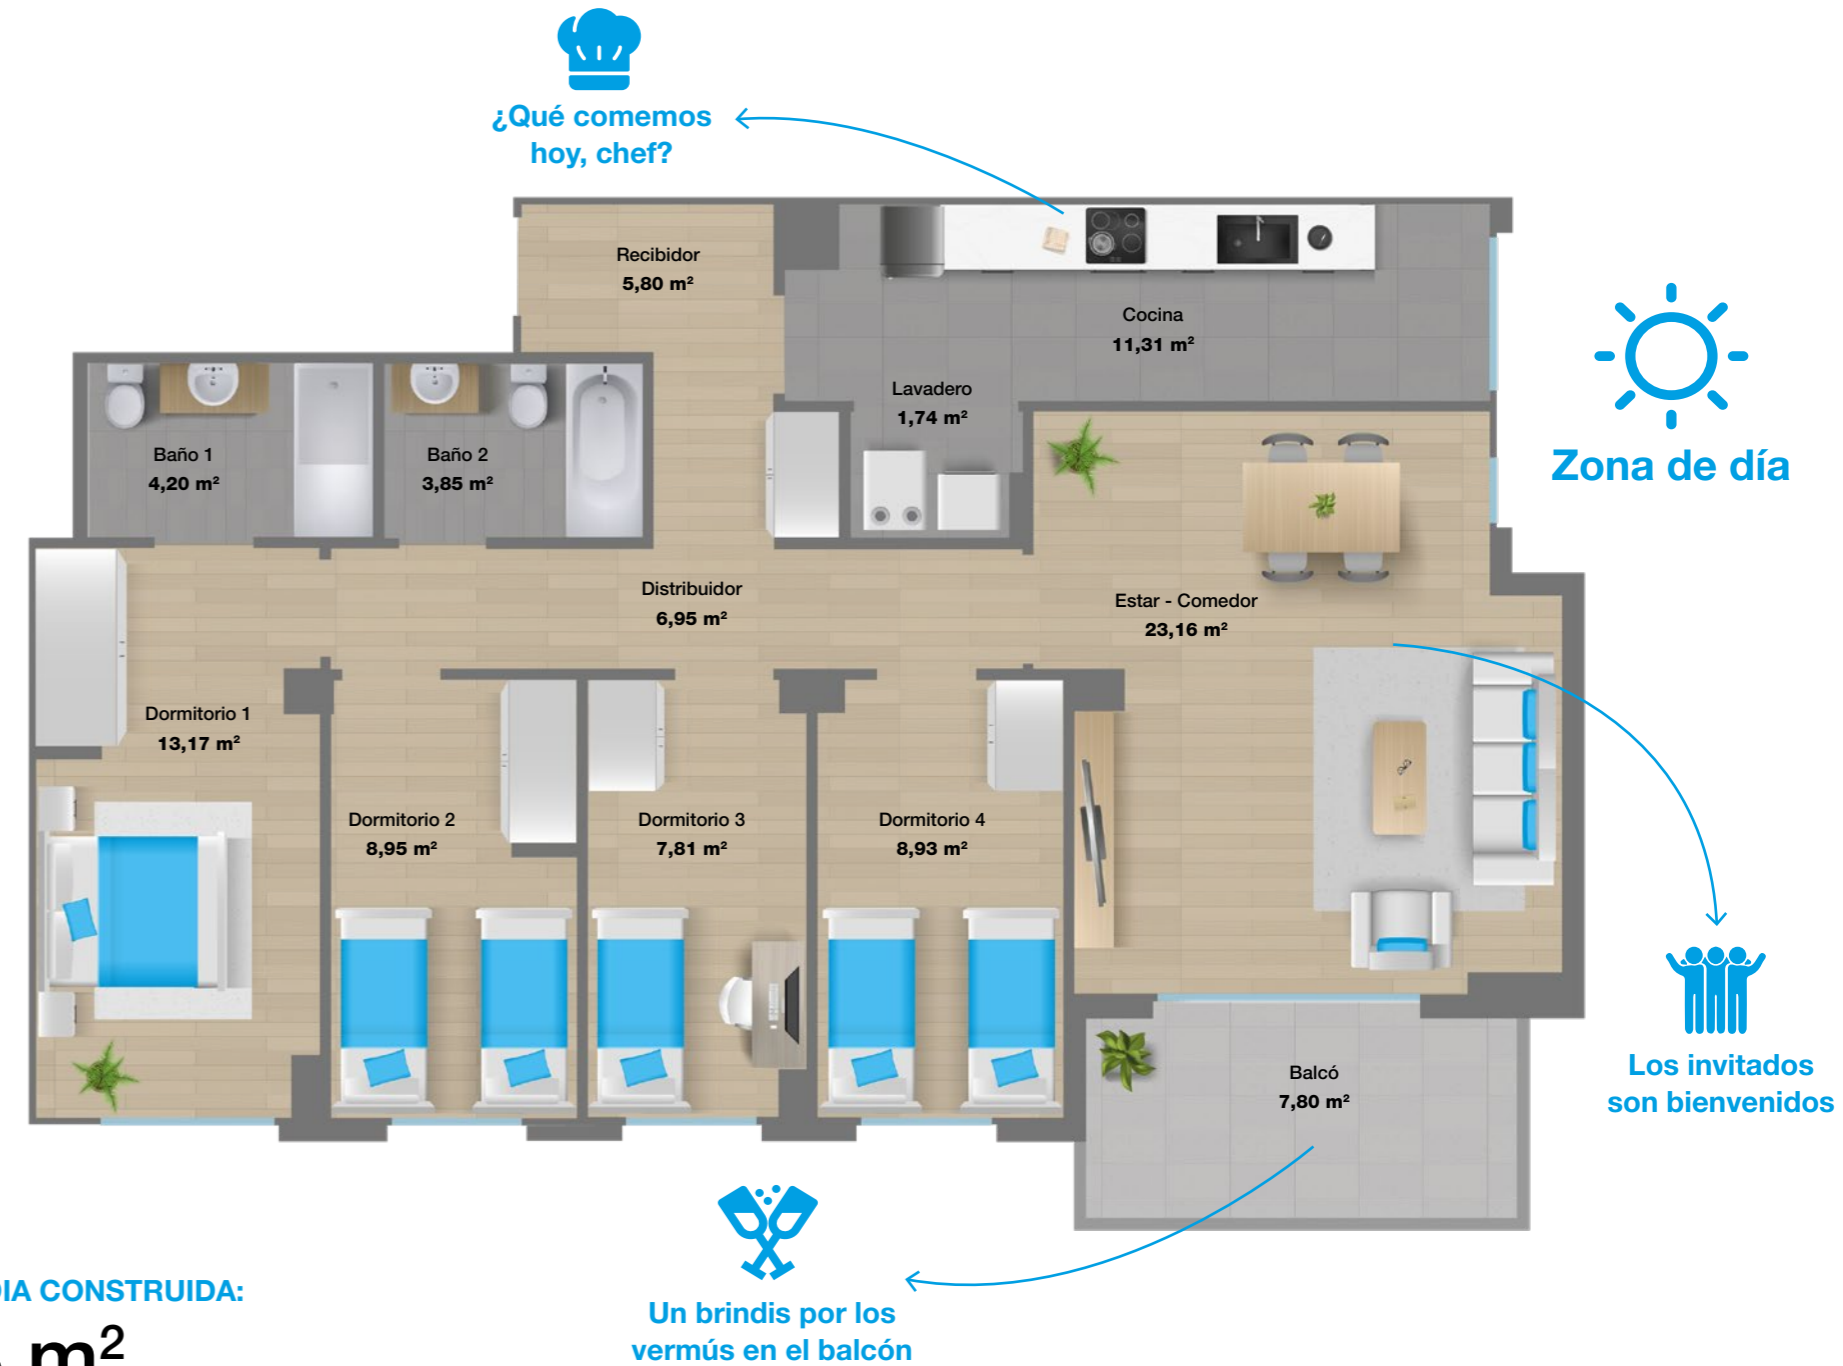 ¿Qué comemos
hoy, chef?
Recibidor
5,80 m²
Cocina
11,31 m²
Lavadero
1,74 m²
Zona de día
Baño 1
4,20 m²
Baño 2
3,85 m²
Distribuidor
6,95 m²
Estar - Comedor
23,16 m²
Dormitorio 1
13,17 m²
Dormitorio 2
8,95 m²
Dormitorio 3
7,81 m²
Dormitorio 4
8,93 m²
Los invitados
son bienvenidos
Balcó
7,80 m²
CONSTRUIDA:
m²
Un brindis por los
vermús en el balcón